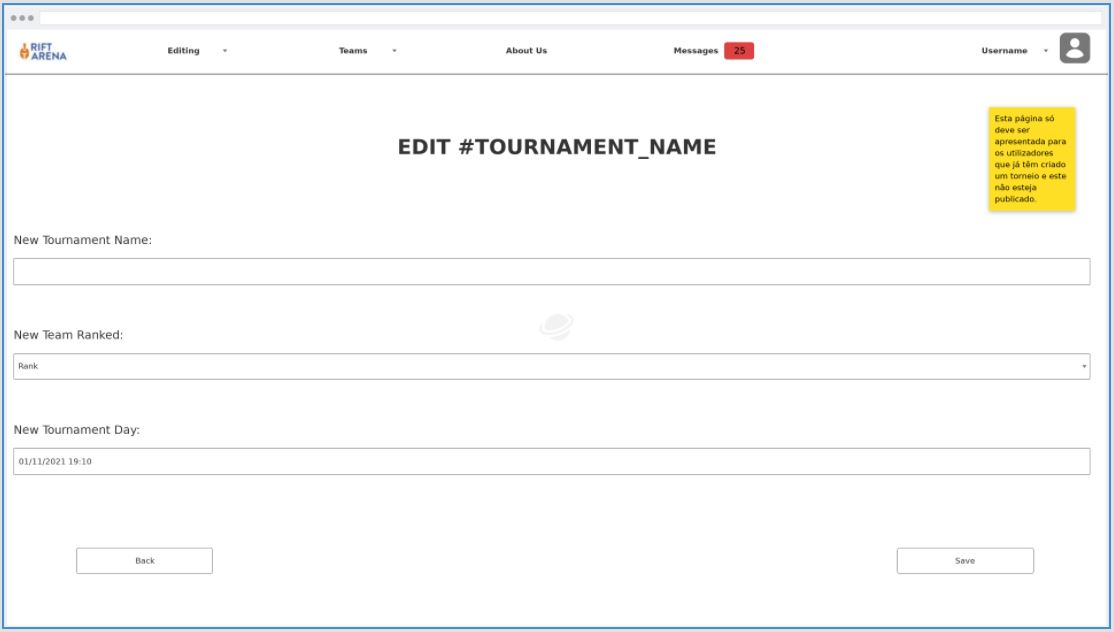 RIFT
ARENA
Editing
Teams
About Us
Messages
25
Username
Esta página só
deve ser
apresentada para
os utilizadores
que já têm criado
um torneio e este
não esteja
publicado.
EDIT #TOURNAMENT_NAME
New Tournament Name:
New Team Ranked:
Rank
New Tournament Day:
01/11/2021 19:10
Back
Save